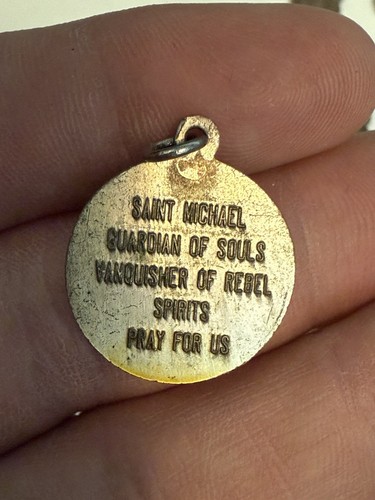 SAINT MICHAEL
GUARDIAN OF SOULS
VANQUISHER OF REBEL
SPIRITS
PRAY FOR US